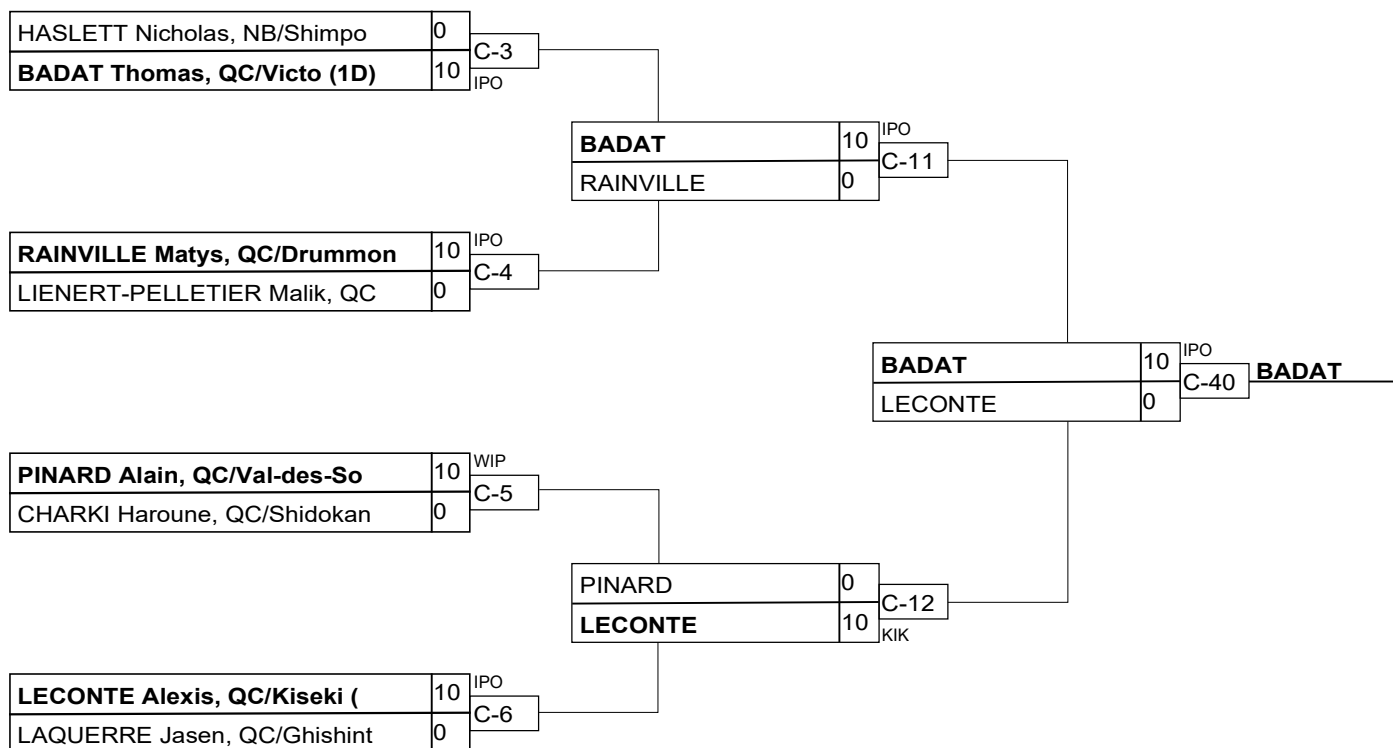 HASLETT Nicholas, NB/Shimpo 0
C-3
BADAT Thomas, QC/Victo (1D) 10
IPO
BADAT 10 IPO
C-11
RAINVILLE 0
RAINVILLE Matys, QC/Drummon 10 IPO
C-4
LIENERT-PELLETIER Malik, QC 0
BADAT 10 IPO
C-40 BADAT
LECONTE 0
PINARD Alain, QC/Val-des-So 10 WIP
C-5
CHARKI Haroune, QC/Shidokan 0
PINARD 0
C-12
LECONTE 10 KIK
LECONTE Alexis, QC/Kiseki ( 10 IPO
C-6
LAQUERRE Jasen, QC/Ghishint 0